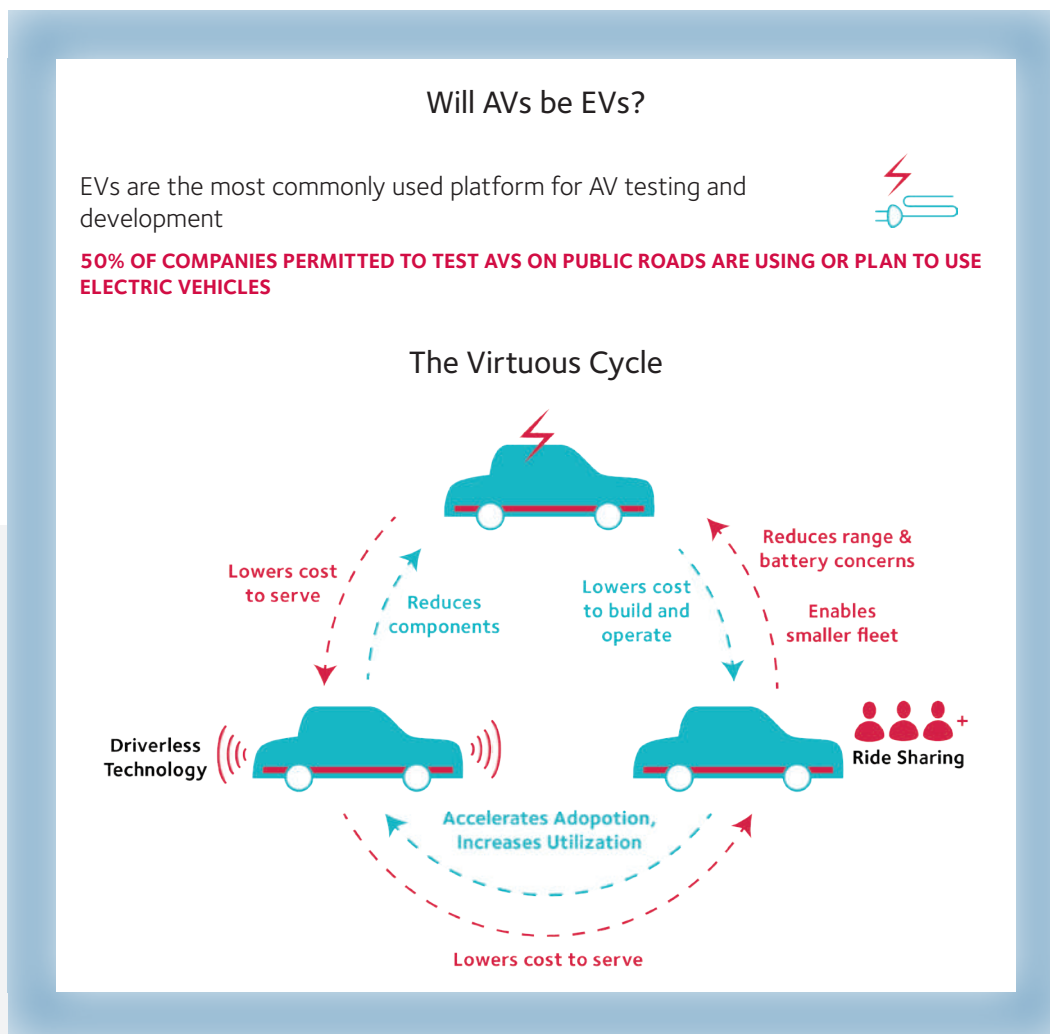 Will AVs be EVs?
EVs are the most commonly used platform for AV testing and
development
50% OF COMPANIES PERMITTED TO TEST AVS ON PUBLIC ROADS ARE USING OR PLAN TO USE
ELECTRIC VEHICLES
The Virtuous Cycle
Lowers cost
to serve
Reduces
components
Lowers cost
to build and
operate
Reduces range &
battery concerns
Enables
smaller fleet
Driverless
Technology
+
Ride Sharing
Accelerates Adopotion,
Increases Utilization
Lowers cost to serve